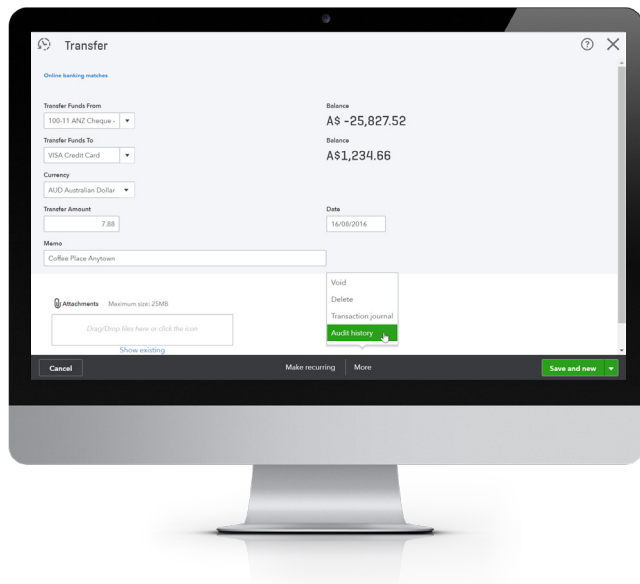 Transfer
?
Online banking matches
Transfer Funds From
Balance
100-11 ANZ Cheque -
A$ -25,827.52
Transfer Funds To
Balance
VISA Credit Card
A$1,234.66
Currency
AUD Australian Dollar
Transfer Amount
Date
7.88
16/08/2016
Memo
Coffee Place Anytown
Void
Delete
Transaction journal
Audit history
Attachments Maximum size: 25MB
Drag/Drop files here or click the icon
Show existing
Cancel
Make recurring
More
Save and new